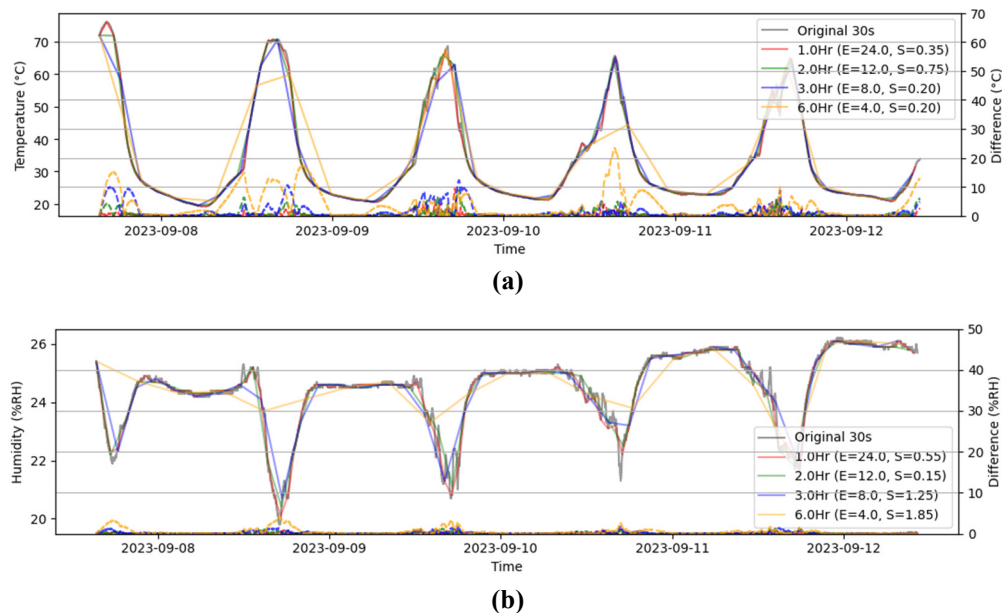 70
60
50
40
30
20
Temperature (°C)
70
60
50
40
30
20
10
0
Difference (°C)
Original 30s
1.0Hr (E=24.0, S=0.35)
2.0Hr (E=12.0, S=0.75)
3.0Hr (E=8.0, S=0.20)
6.0Hr (E=4.0, S=0.20)
2023-09-08 2023-09-09 2023-09-10 2023-09-11 2023-09-12
Time
(a)
26
24
22
20
Humidity (%RH)
50
40
30
20
10
0
Difference (%RH)
Original 30s
1.0Hr (E=24.0, S=0.55)
2.0Hr (E=12.0, S=0.15)
3.0Hr (E=8.0, S=1.25)
6.0Hr (E=4.0, S=1.85)
2023-09-08 2023-09-09 2023-09-10 2023-09-11 2023-09-12
Time
(b)